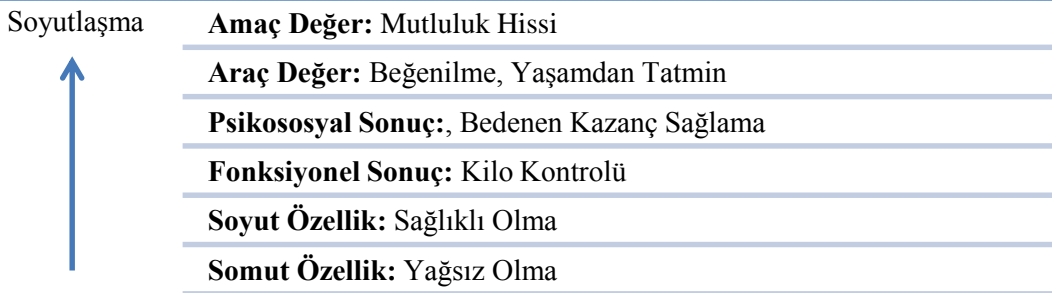 Soyutlaşma
Amaç Değer: Mutluluk Hissi
Araç Değer: Beğenilme, Yaşamdan Tatmin
Psikososyal Sonuç:, Bedenen Kazanç Sağlama
Fonksiyonel Sonuç: Kilo Kontrolü
Soyut Özellik: Sağlıklı Olma
Somut Özellik: Yağsız Olma